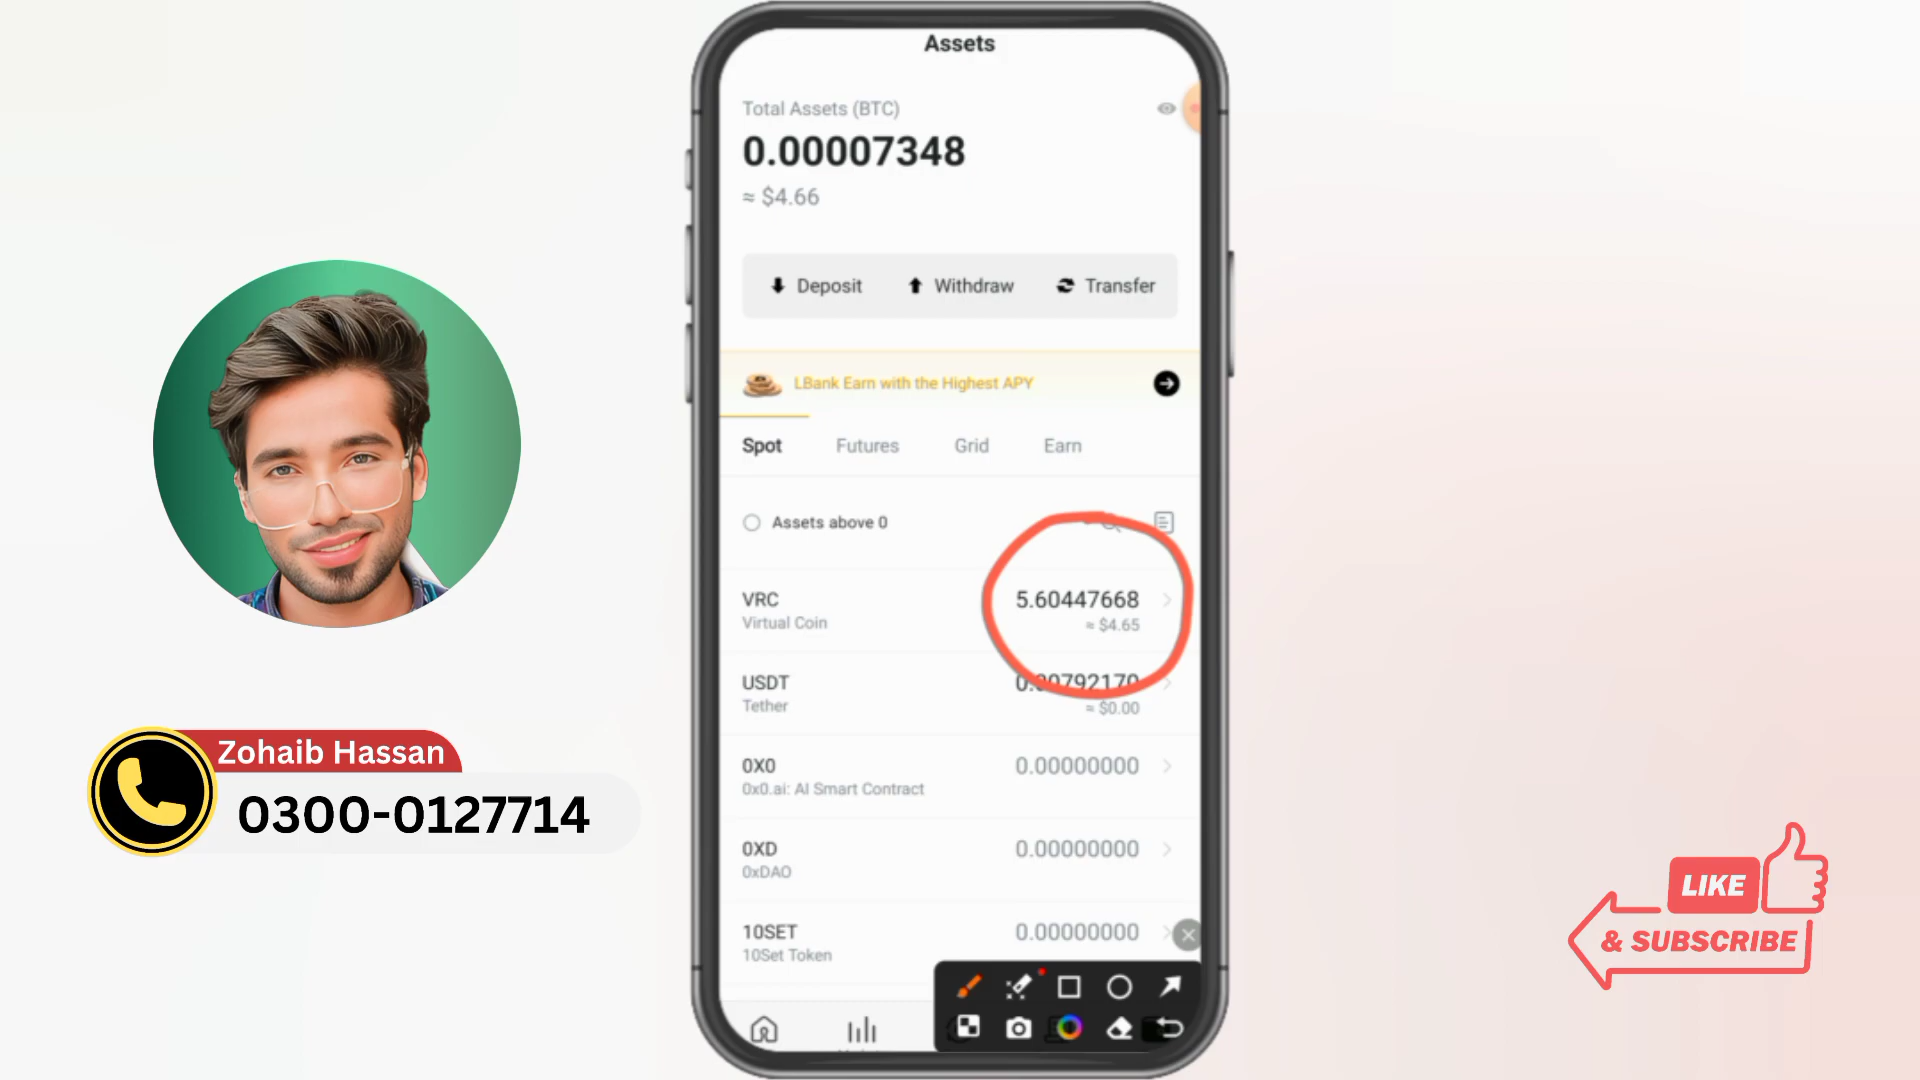 Assets
Total Assets (BTC)
0.00007348
≈ $4.66
Deposit
Withdraw
Transfer
LBank Earn with the Highest APY
Spot
Futures
Grid
Earn
Assets above 0
VRC
5.60447668
Virtual Coin
≈ $4.65
USDT
Tether
≈ $0.00
0X0
0.00000000
0x0.ai: AI Smart Contract
0XD
0.00000000
0xDAO
10SET
0.00000000
10Set Token
Zohaib Hassan
0300-0127714
LIKE
& SUBSCRIBE